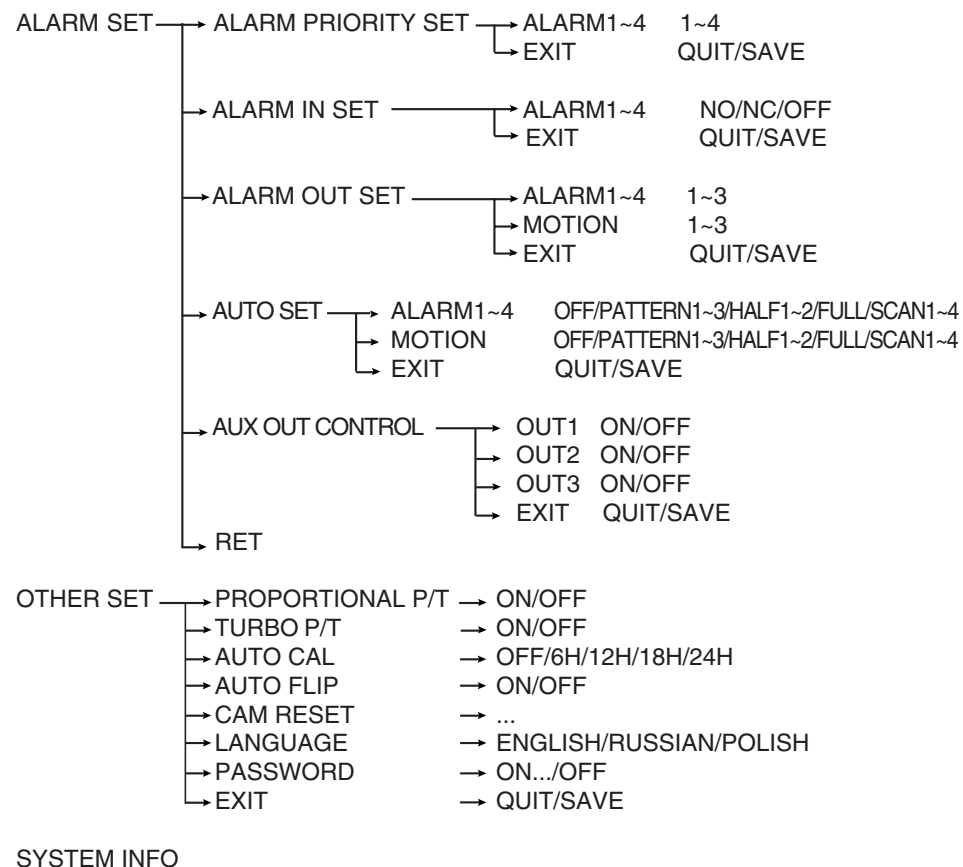 ALARM SET ALARM PRIORITY SET ALARM1~4 1~4
EXIT QUIT/SAVE
ALARM IN SET ALARM1~4 NO/NC/OFF
EXIT QUIT/SAVE
ALARM OUT SET ALARM1~4 1~3
MOTION 1~3
EXIT QUIT/SAVE
AUTO SET ALARM1~4 OFF/PATTERN1~3/HALF1~2/FULL/SCAN1~4
MOTION OFF/PATTERN1~3/HALF1~2/FULL/SCAN1~4
EXIT QUIT/SAVE
AUX OUT CONTROL OUT1 ON/OFF
OUT2 ON/OFF
OUT3 ON/OFF
EXIT QUIT/SAVE
RET
OTHER SET PROPORTIONAL P/T ON/OFF
TURBO P/T ON/OFF
AUTO CAL OFF/6H/12H/18H/24H
AUTO FLIP ON/OFF
CAM RESET ...
LANGUAGE ENGLISH/RUSSIAN/POLISH
PASSWORD ON.../OFF
EXIT QUIT/SAVE
SYSTEM INFO